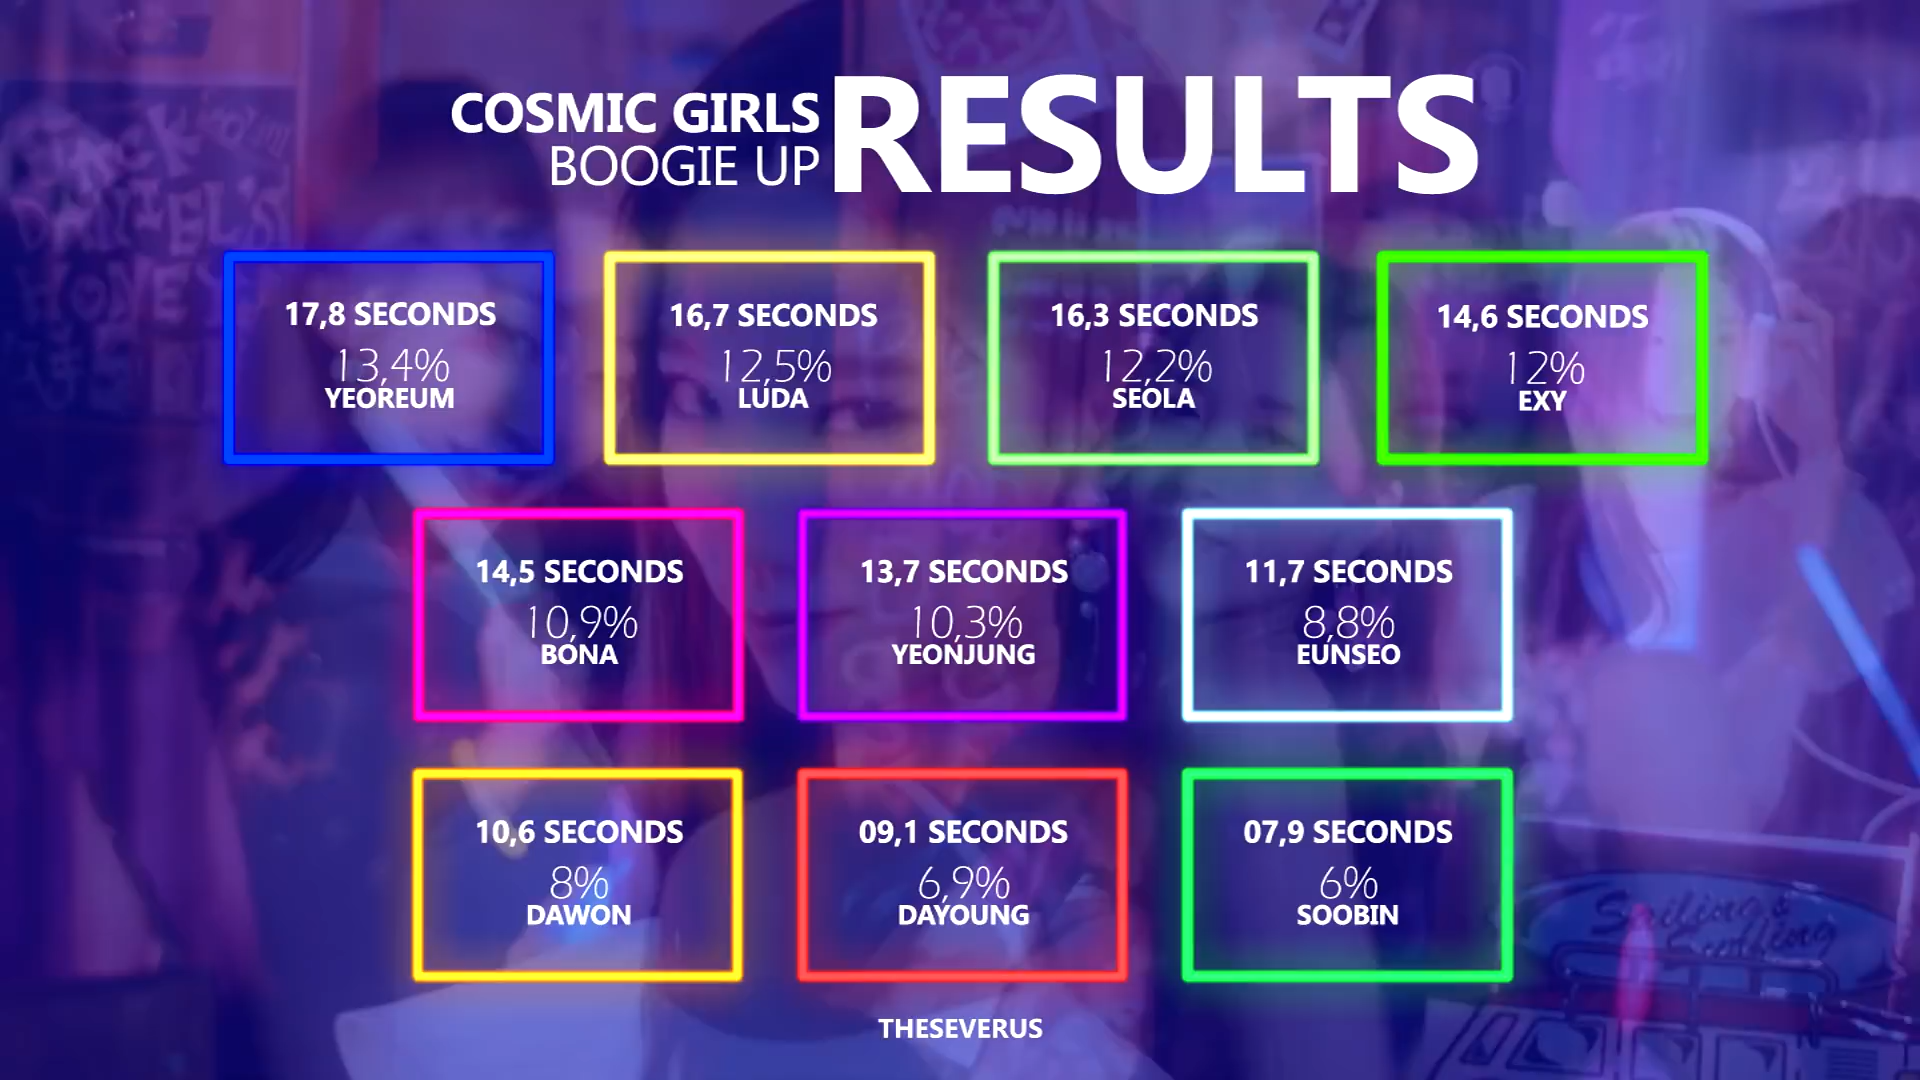 COSMIC GIRLS
BOOGIE UP
RESULTS
17,8 SECONDS
13,4%
YEOREUM
16,7 SECONDS
12,5%
LUDA
16,3 SECONDS
12,2%
SEOLA
14,6 SECONDS
12%
EXY
14,5 SECONDS
10,9%
BONA
13,7 SECONDS
10,3%
YEONJUNG
11,7 SECONDS
8,8%
EUNSEO
10,6 SECONDS
8%
DAWON
09,1 SECONDS
6,9%
DAYOUNG
07,9 SECONDS
6%
SOOBIN
THESEVERUS